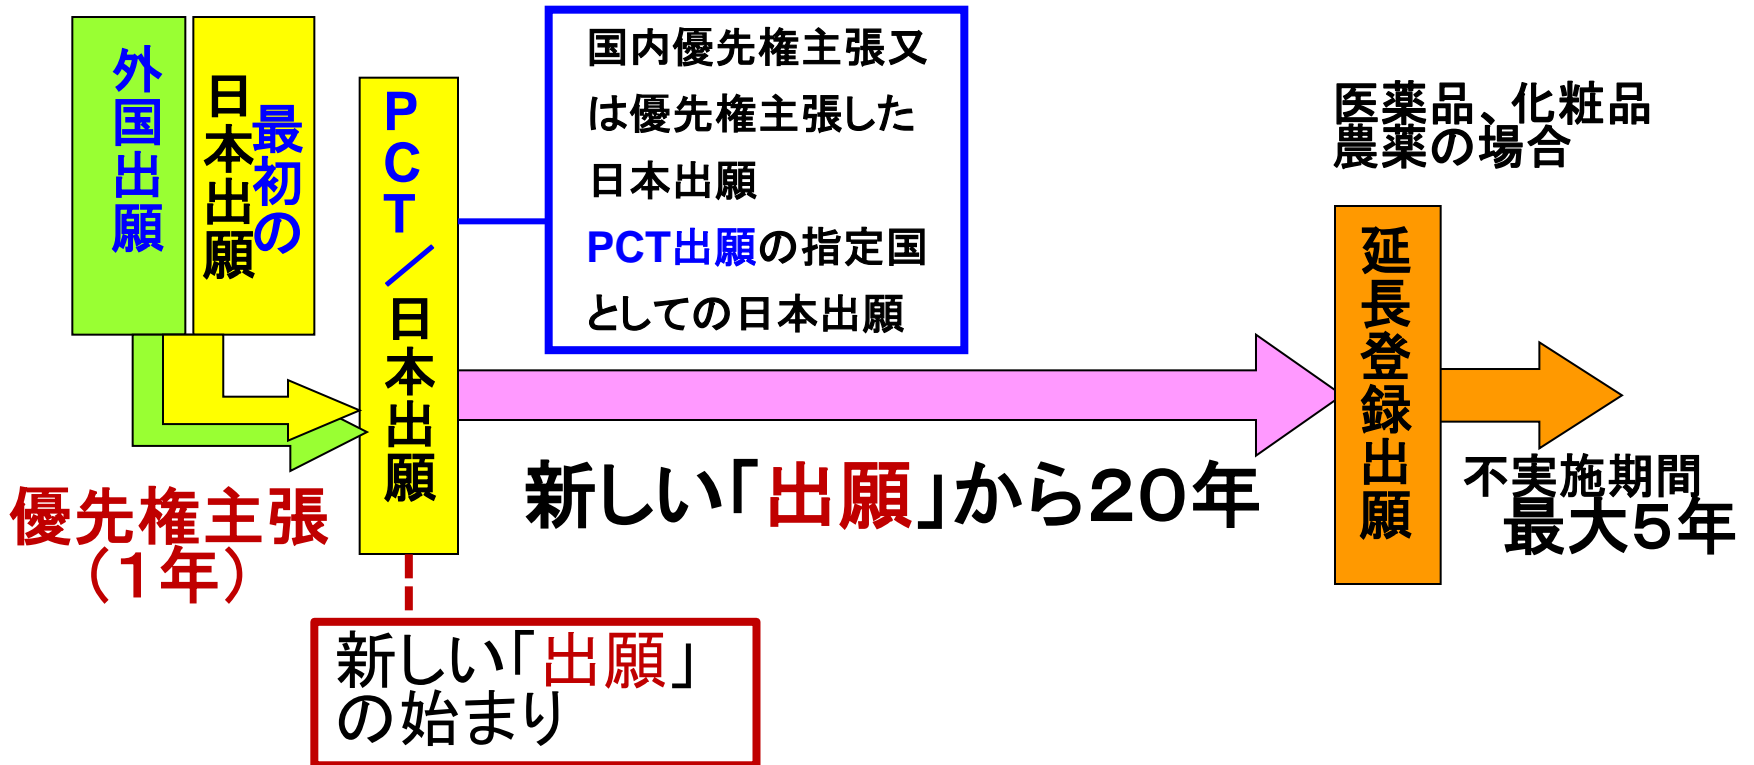 外国出願
最初の
日本出願
PCT／日本出願
国内優先権主張又
は優先権主張した
日本出願
PCT出願の指定国
としての日本出願
医薬品、化粧品
農薬の場合
延長登録出願
新しい「出願」から２０年
不実施期間
最大５年
優先権主張
（１年）
新しい「出願」
の始まり